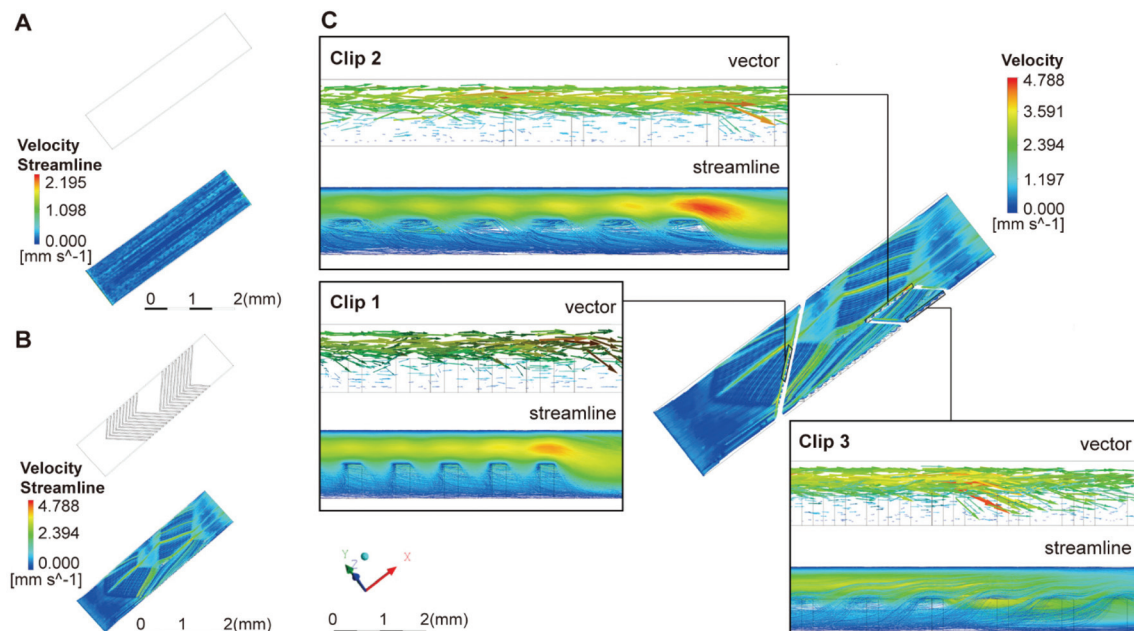 A
Velocity
Streamline
2.195
1.098
0.000
[mm s^-1]
0 1 2(mm)
B
Velocity
Streamline
4.788
2.394
0.000
[mm s^-1]
0 1 2(mm)
C
Clip 2
vector
streamline
Clip 1
vector
streamline
Velocity
4.788
3.591
2.394
1.197
0.000
[mm s^-1]
Clip 3
vector
streamline
Y
Z
X
0 1 2(mm)